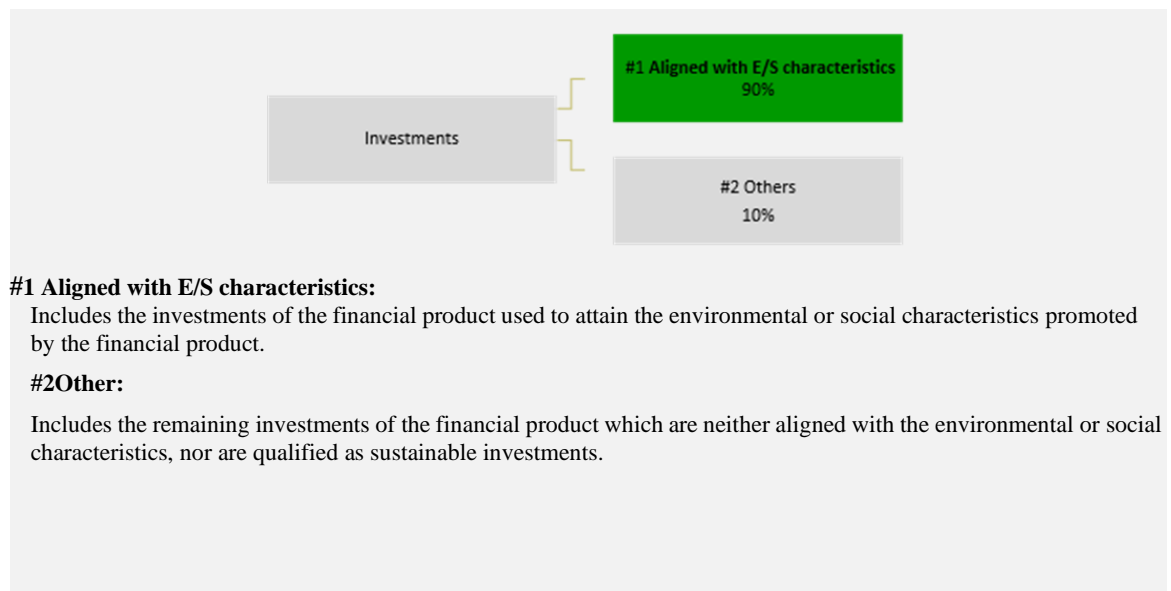 #1 Aligned with E/S characteristics
90%
Investments
#2 Others
10%
#1 Aligned with E/S characteristics:
Includes the investments of the financial product used to attain the environmental or social characteristics promoted
by the financial product.
#2Other:
Includes the remaining investments of the financial product which are neither aligned with the environmental or social
characteristics, nor are qualified as sustainable investments.